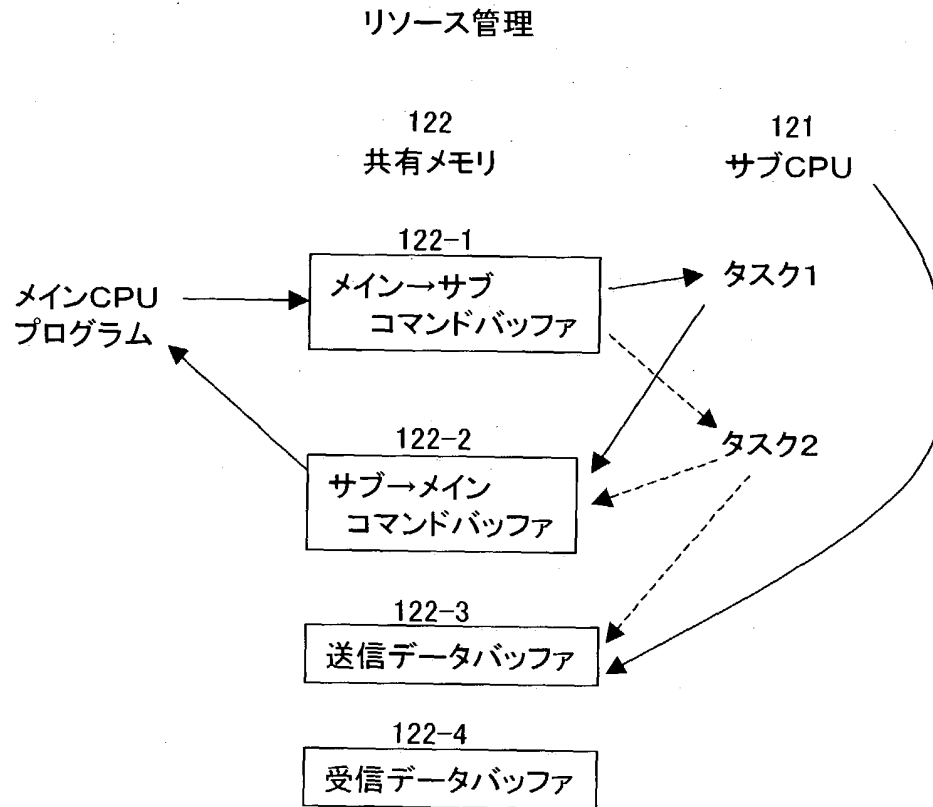 リソース管理
122
共有メモリ
121
サブCPU
122-1
メイン→サブ
コマンドバッファ
タスク1
メインCPU
プログラム
122-2
サブ→メイン
コマンドバッファ
タスク2
122-3
送信データバッファ
122-4
受信データバッファ